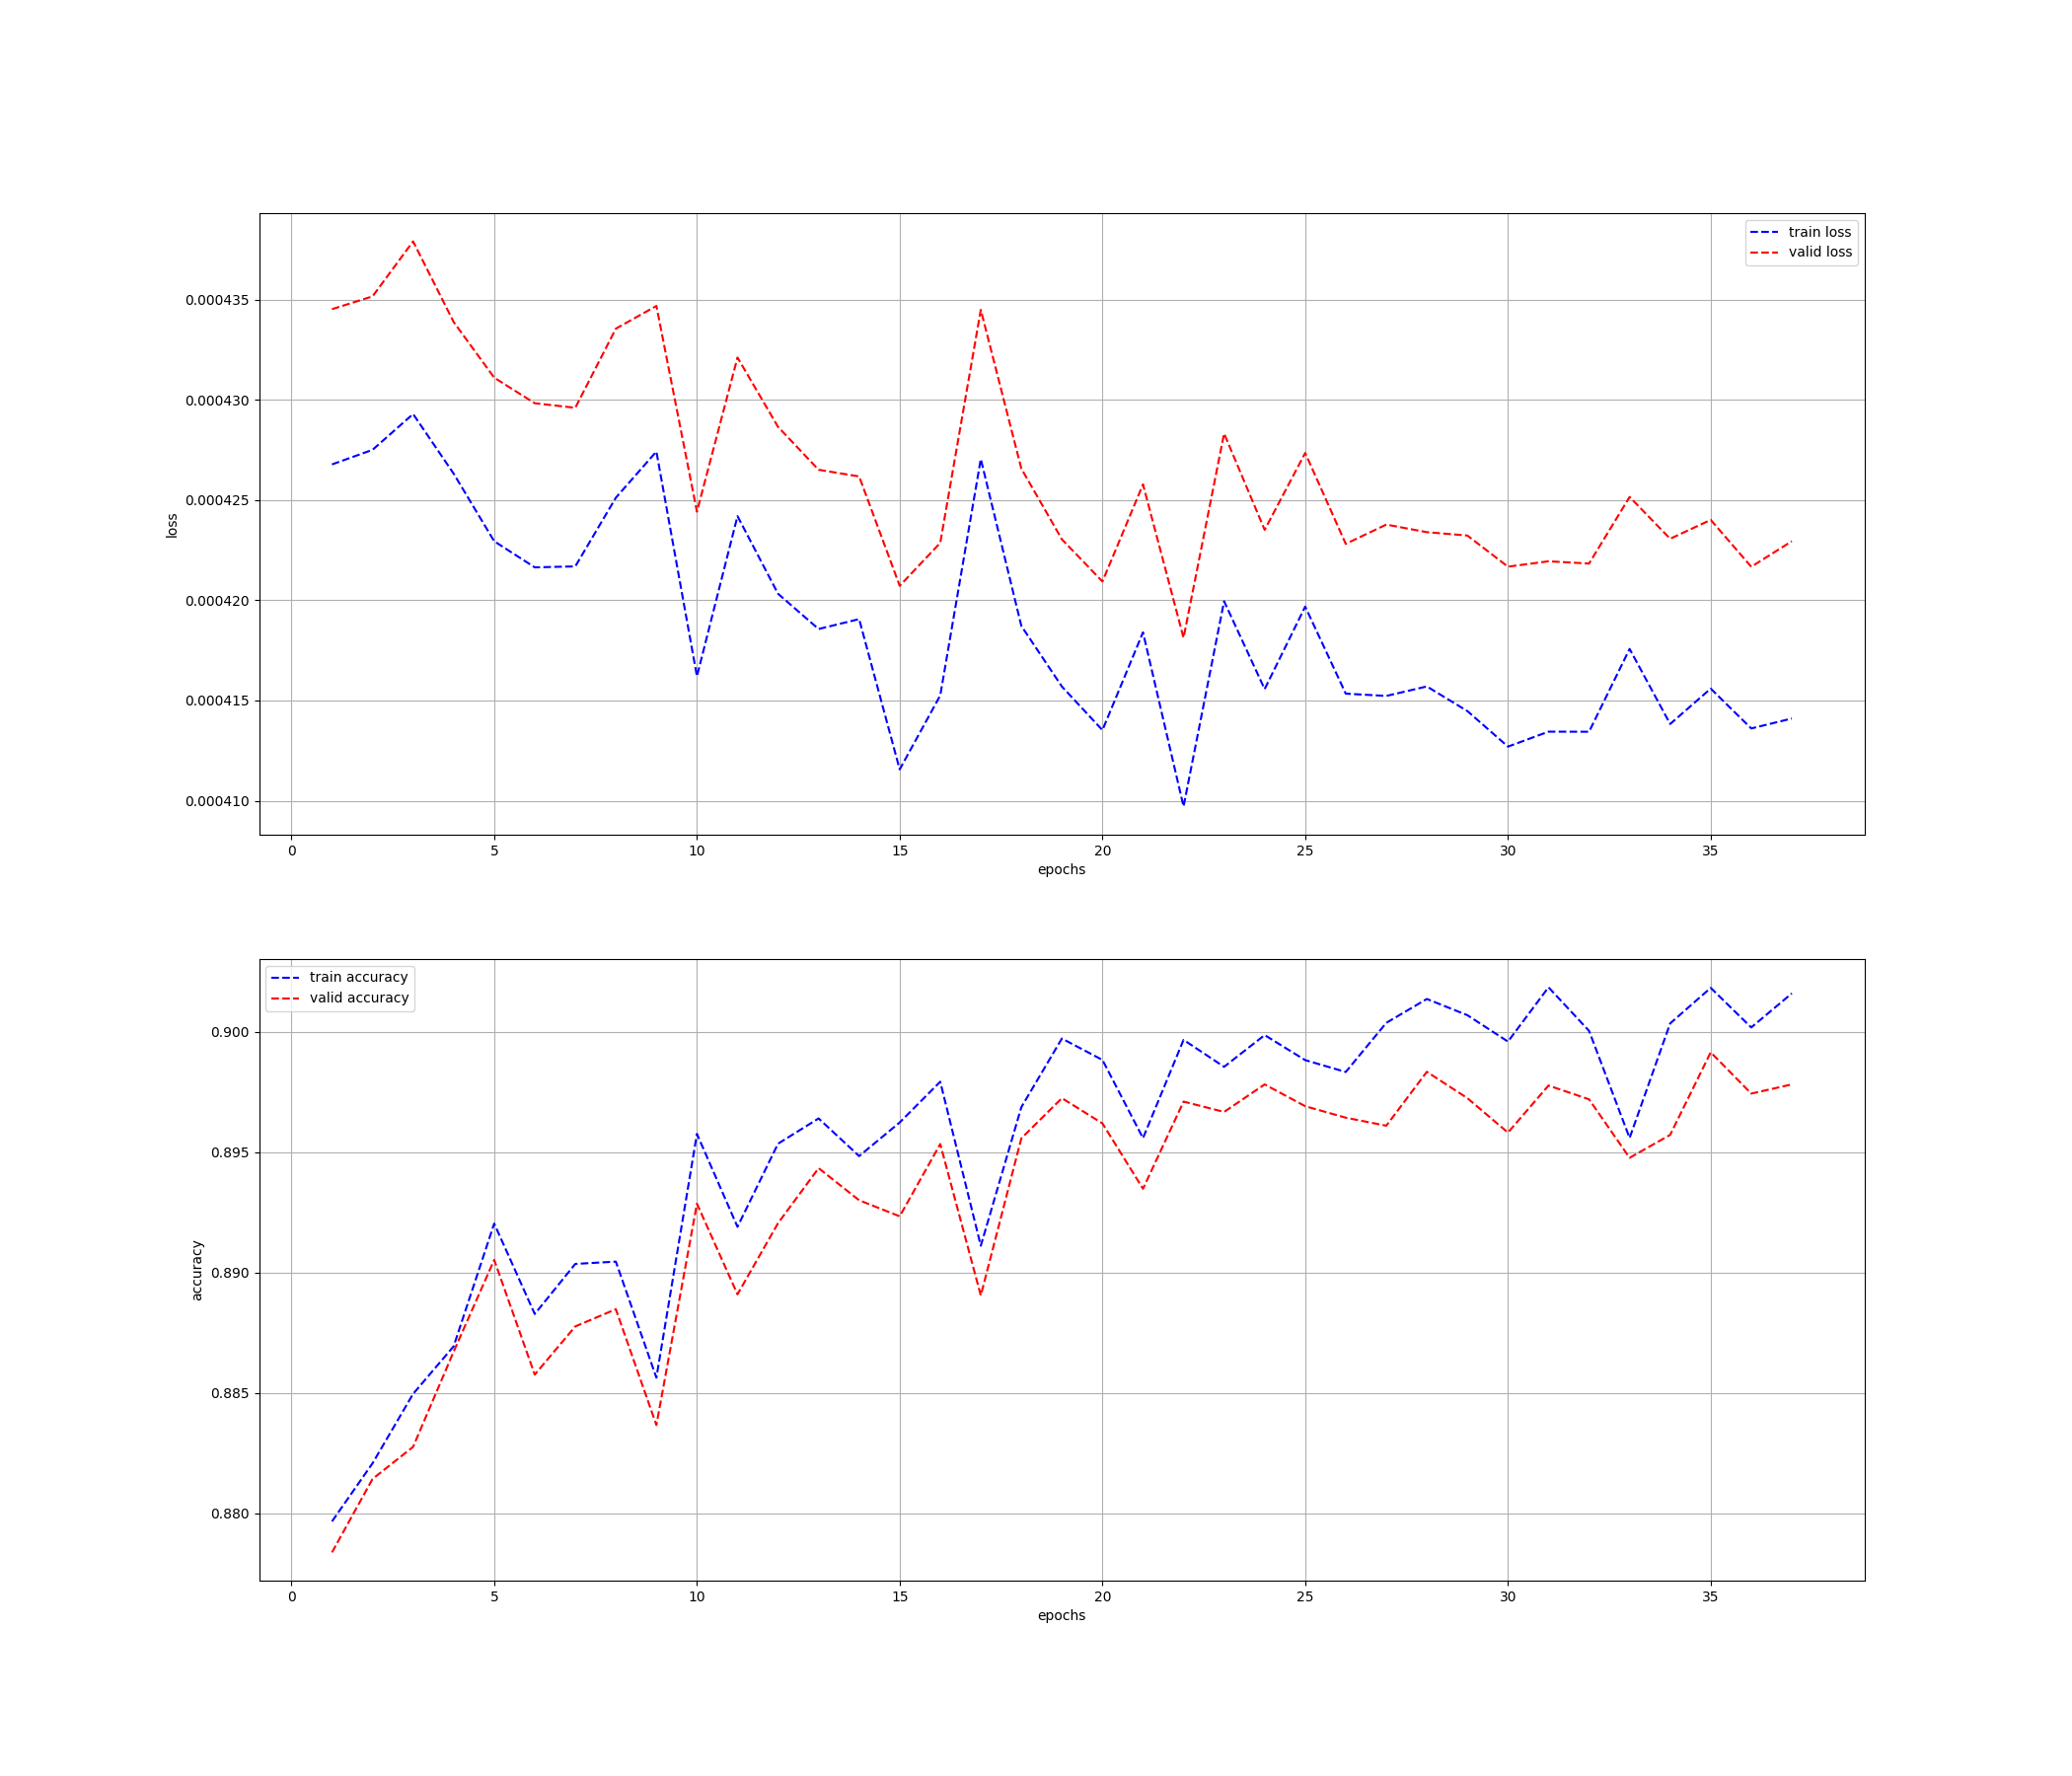 train loss
valid loss
0.000435
0.000430
0.000425
0.000420
0.000415
0.000410
loss
0 5 10 15 20 25 30 35
epochs
train accuracy
valid accuracy
0.900
0.895
0.890
0.885
0.880
accuracy
0 5 10 15 20 25 30 35
epochs